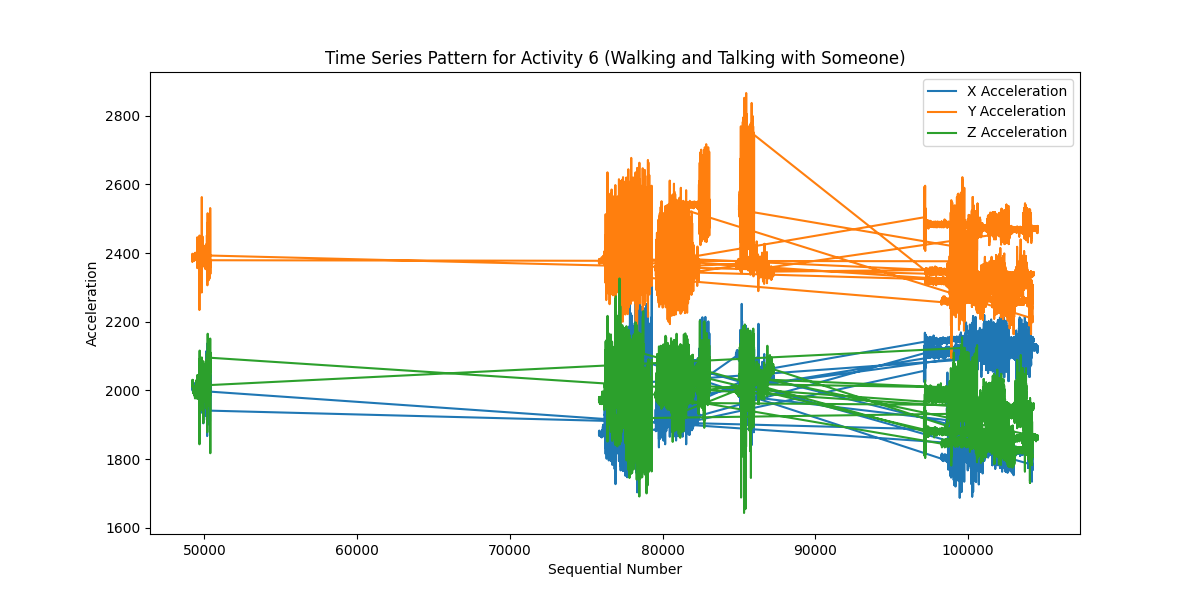 Time Series Pattern for Activity 6 (Walking and Talking with Someone)
X Acceleration
Y Acceleration
Z Acceleration
Acceleration
2800
2600
2400
2200
2000
1800
1600
50000 60000 70000 80000 90000 100000
Sequential Number